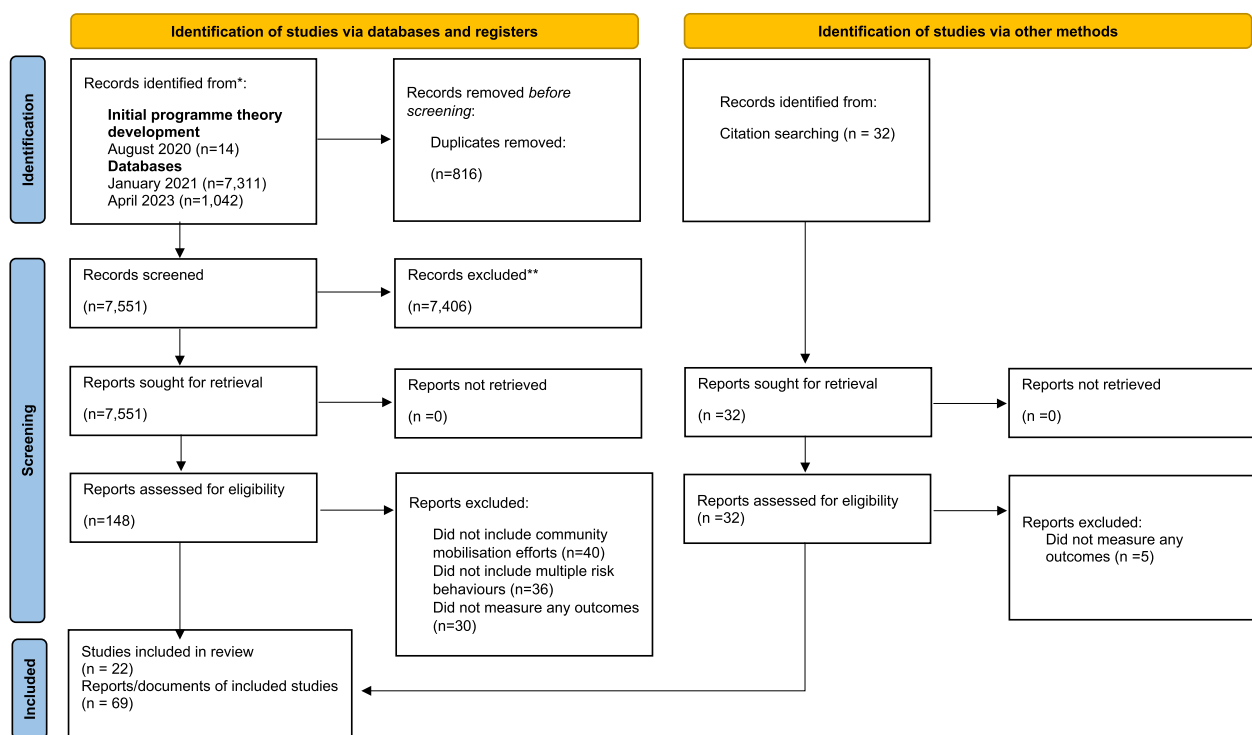 Identification of studies via databases and registers
Identification of studies via other methods
Identification
Records identified from*:
Initial programme theory
development
August 2020 (n=14)
Databases
January 2021 (n=7,311)
April 2023 (n=1,042)
Records removed before
screening:
Duplicates removed:
(n=816)
Records identified from:
Citation searching (n = 32)
Screening
Records screened
(n=7,551)
Records excluded**
(n=7,406)
Reports sought for retrieval
(n=7,551)
Reports not retrieved
(n =0)
Reports sought for retrieval
(n =32)
Reports not retrieved
(n =0)
Reports assessed for eligibility
(n=148)
Reports excluded:
Did not include community
mobilisation efforts (n=40)
Did not include multiple risk
behaviours (n=36)
Did not measure any outcomes
(n=30)
Reports assessed for eligibility
(n =32)
Reports excluded:
Did not measure any
outcomes (n =5)
Included
Studies included in review
(n = 22)
Reports/documents of included studies
(n = 69)